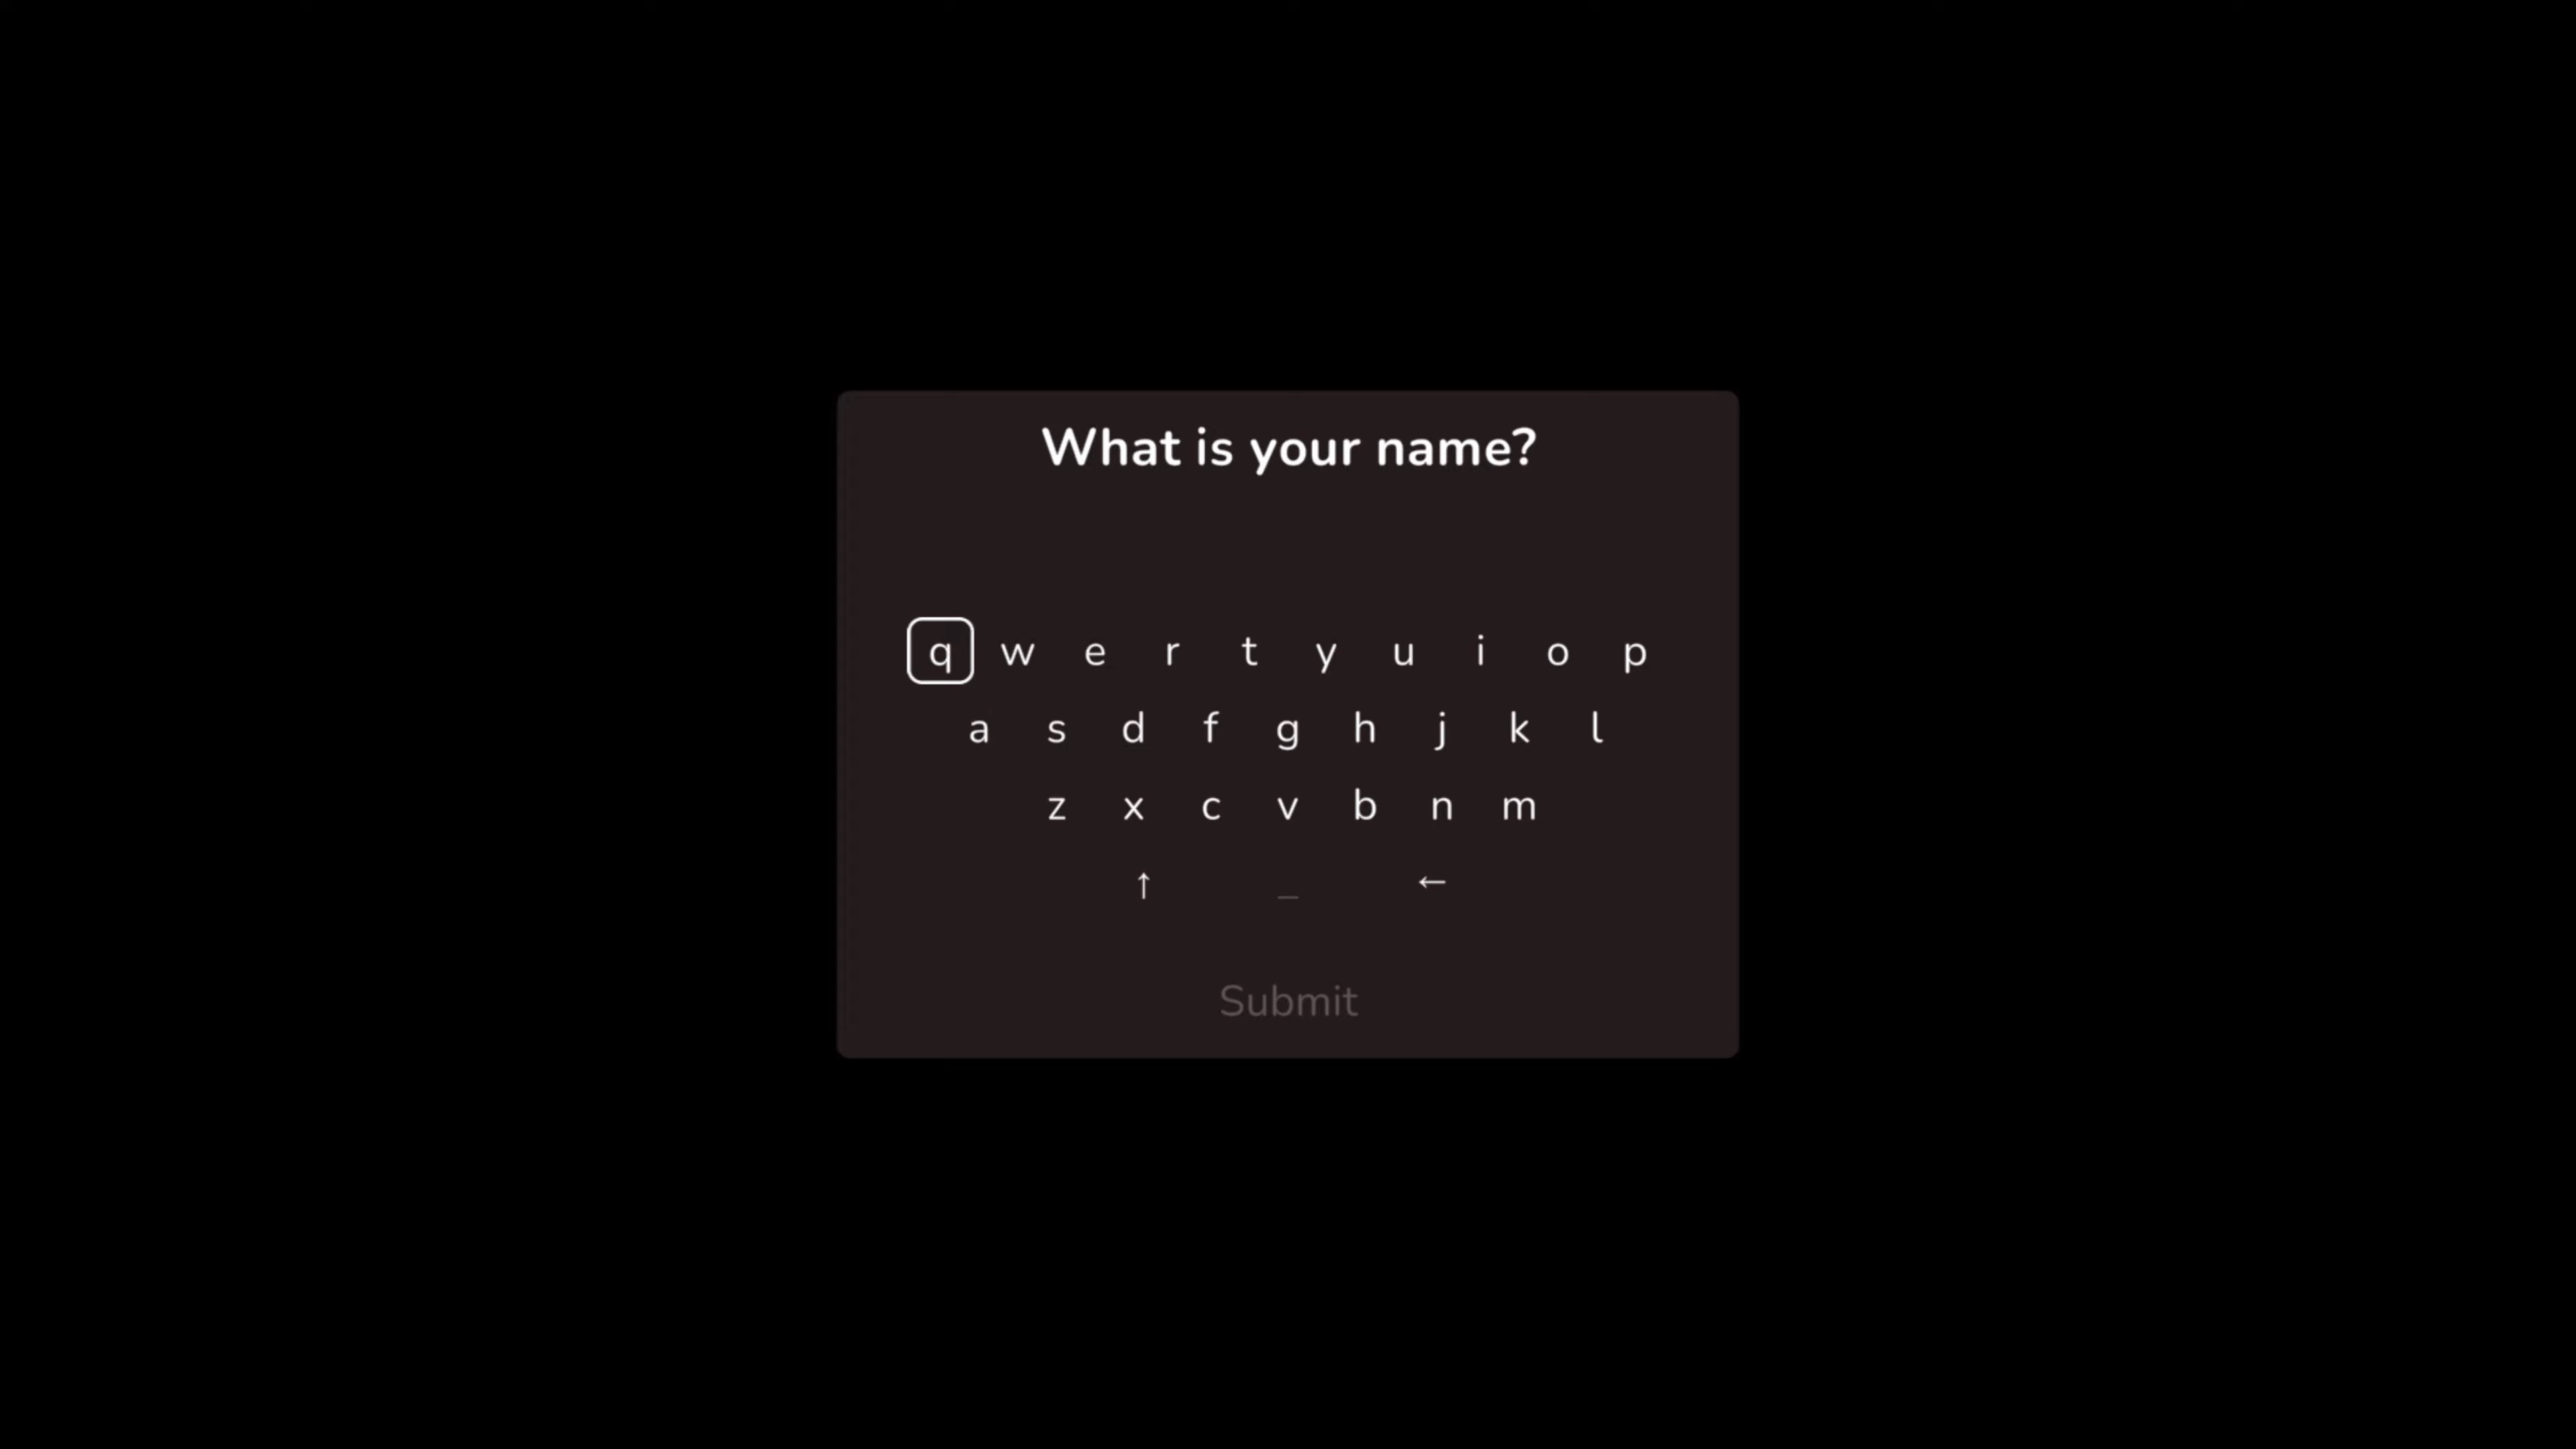 What is your name?
q w e r t y u i o p
a s d f g h j k l
z x c v b n m
↑ _ ←
Submit